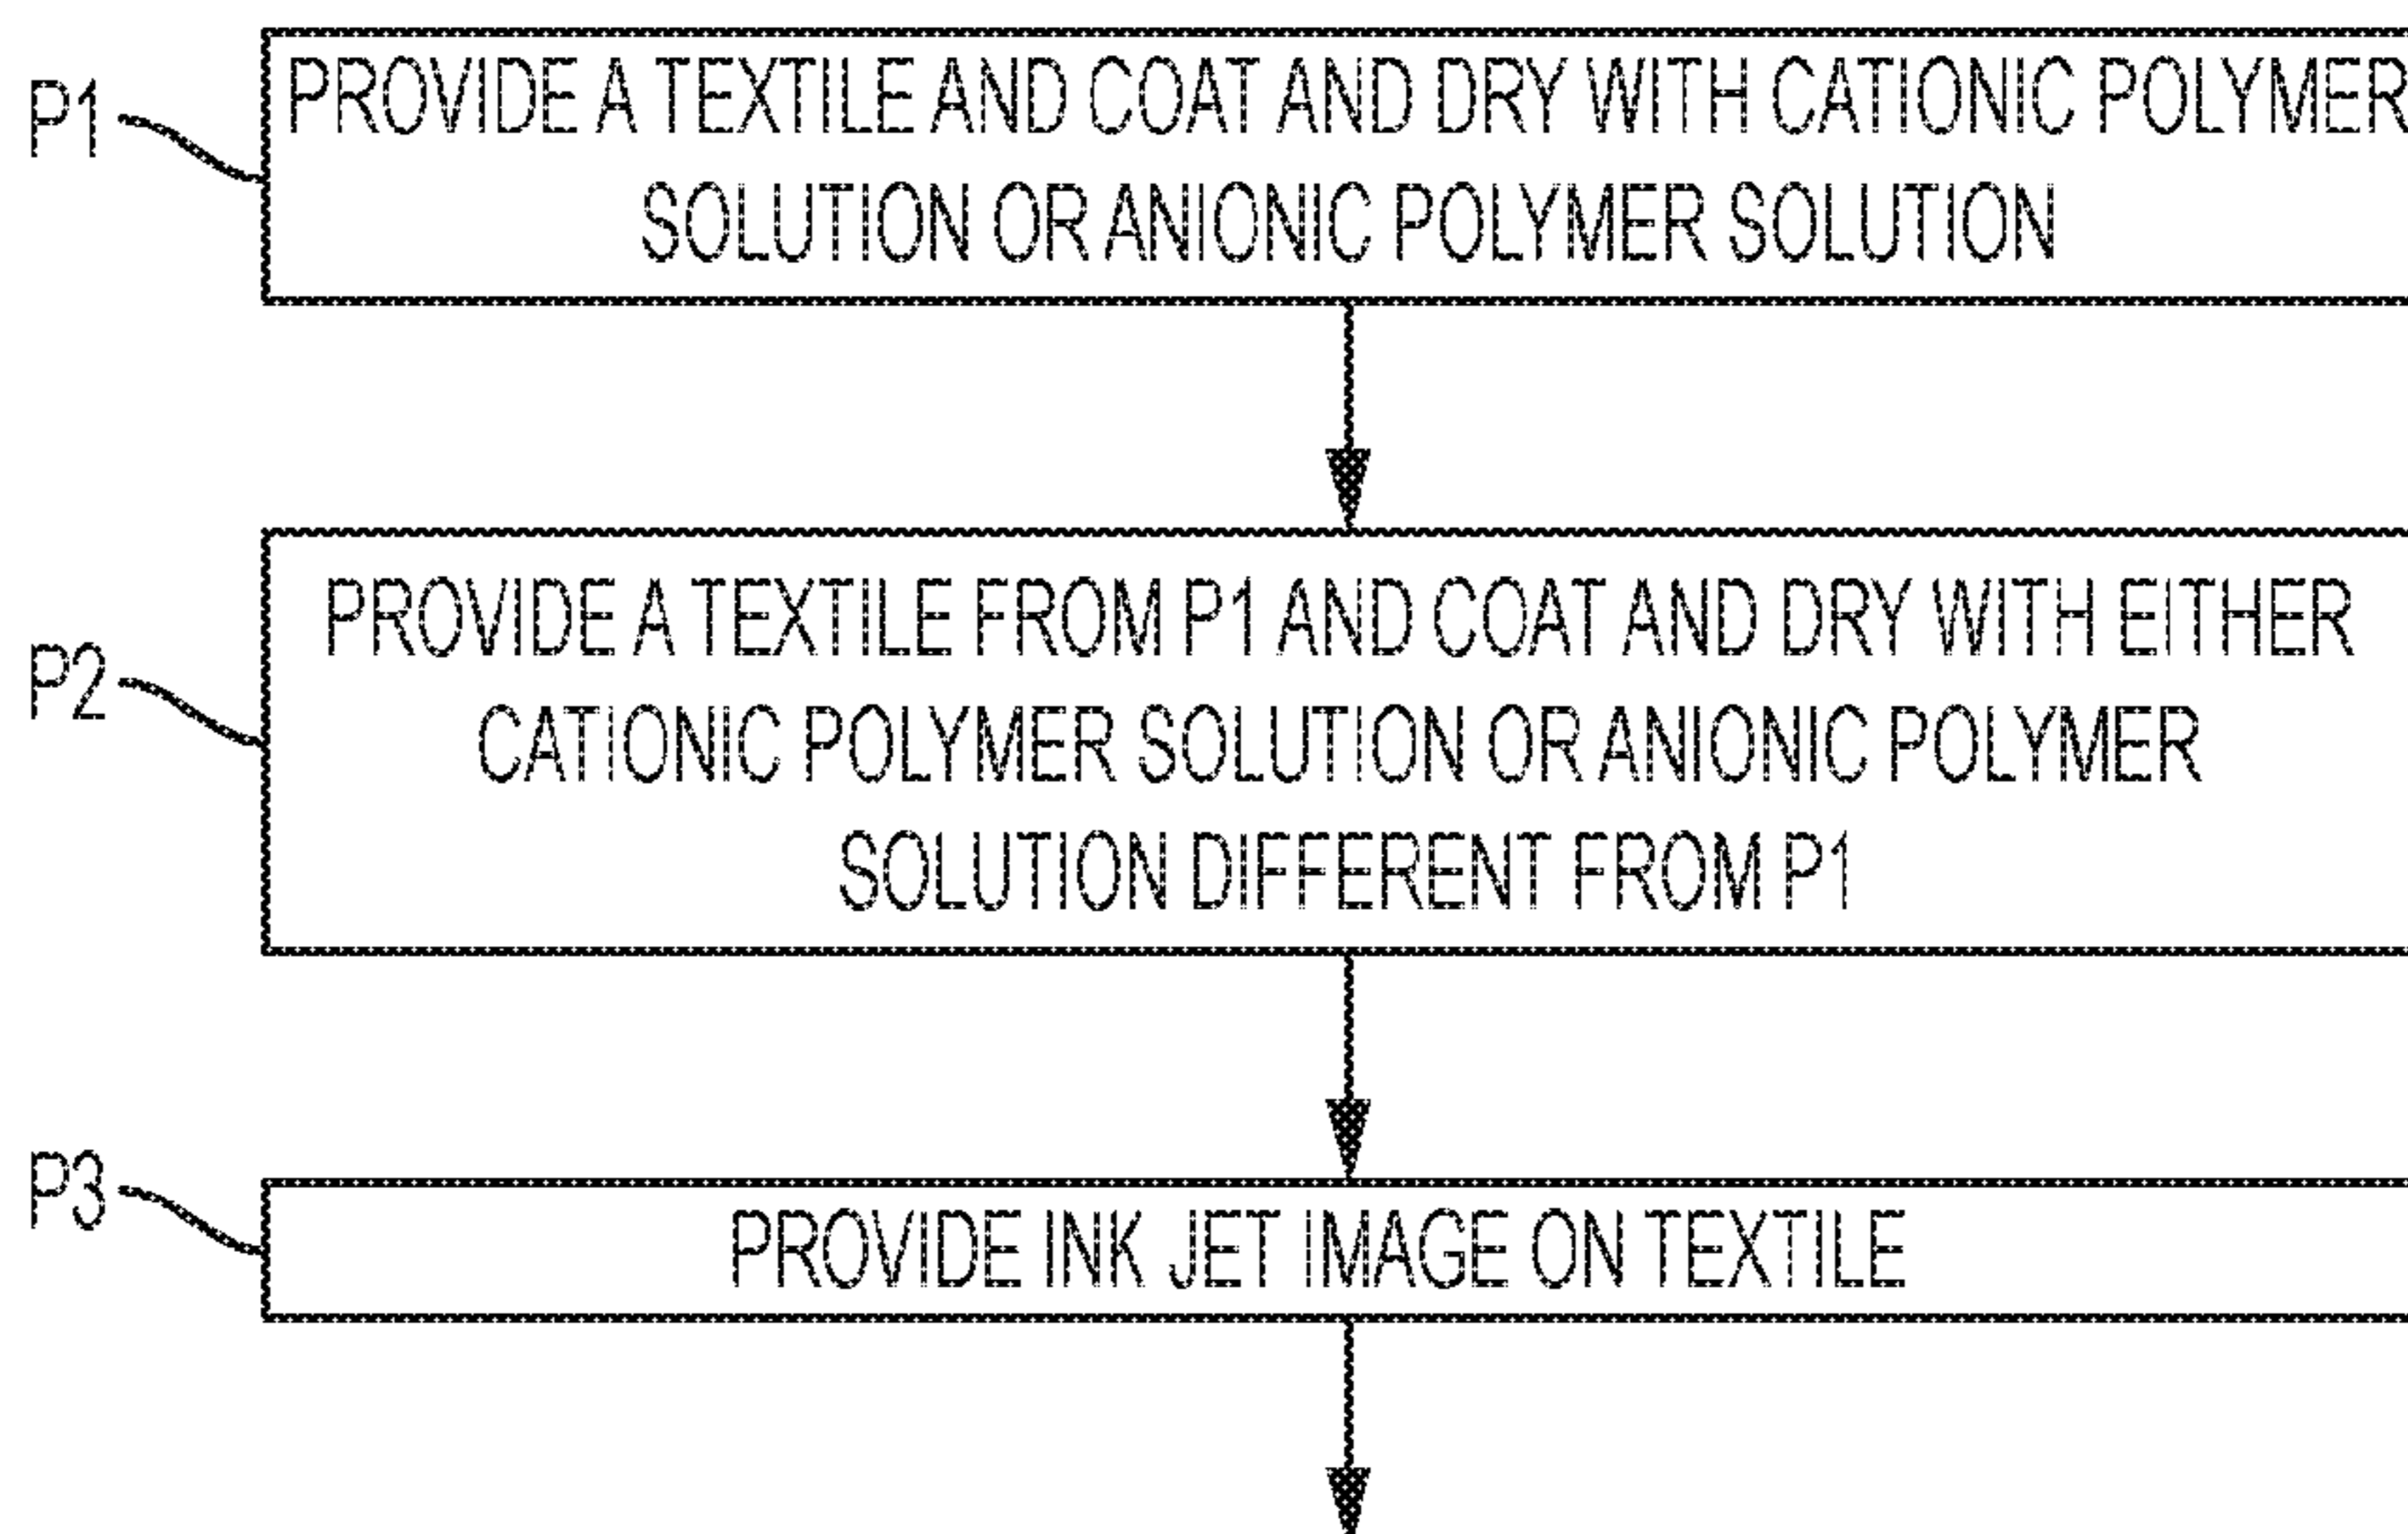 P1
PROVIDE A TEXTILE AND COAT AND DRY WITH CATIONIC POLYMER
SOLUTION OR ANIONIC POLYMER SOLUTION
P2
PROVIDE A TEXTILE FROM P1 AND COAT AND DRY WITH EITHER
CATIONIC POLYMER SOLUTION OR ANIONIC POLYMER
SOLUTION DIFFERENT FROM P1
P3
PROVIDE INK JET IMAGE ON TEXTILE